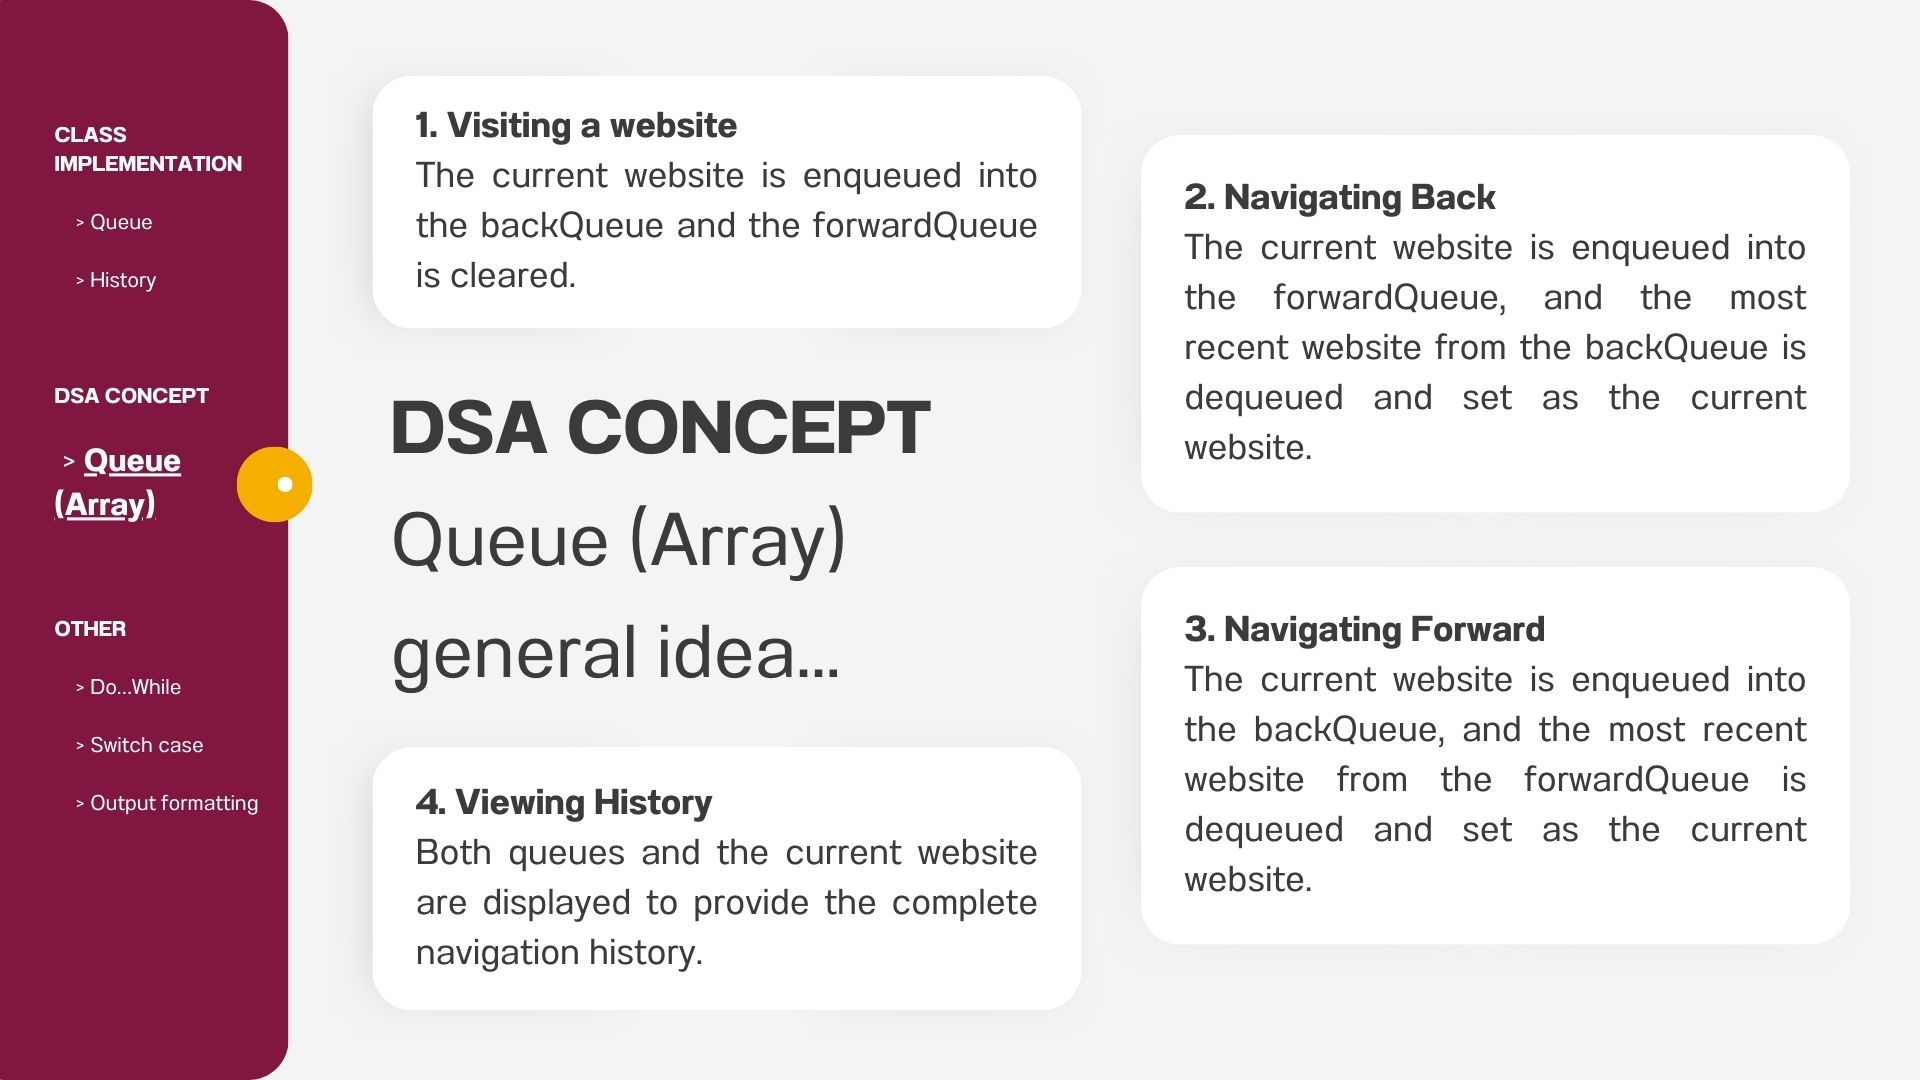 CLASS
IMPLEMENTATION
> Queue
> History
DSA CONCEPT
> Queue
(Array)
OTHER
> Do...While
> Switch case
> Output formatting
1. Visiting a website
The current website is enqueued into
the backQueue and the forwardQueue
is cleared.
DSA CONCEPT
Queue (Array)
general idea...
4. Viewing History
Both queues and the current website
are displayed to provide the complete
navigation history.
2. Navigating Back
The current website is enqueued into
the forwardQueue, and the most
recent website from the backQueue is
dequeued and set as the current
website.
3. Navigating Forward
The current website is enqueued into
the backQueue, and the most recent
website from the forwardQueue is
dequeued and set as the current
website.